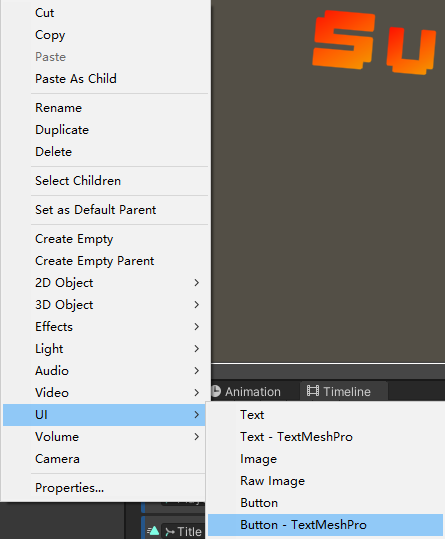 Cut
Copy
Paste
Paste As Child
Rename
Duplicate
Delete
Select Children
Set as Default Parent
Create Empty
Create Empty Parent
2D Object
3D Object
Effects
Light
Audio
Video
UI
Volume
Camera
Properties...
Su
Animation
Timeline
Text
Text - TextMeshPro
Image
Raw Image
Button
Button - TextMeshPro
Title